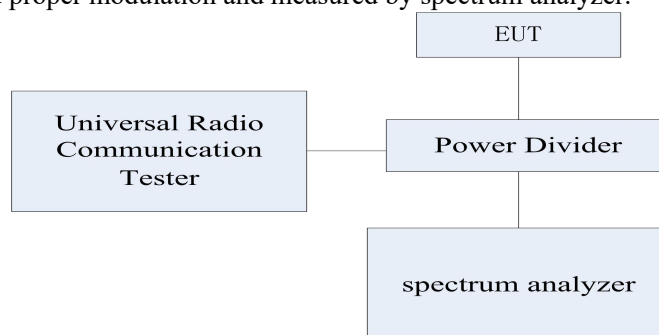 proper modulation and measured by spectrum analyzer.
EUT
Universal Radio
Communication
Tester
Power Divider
spectrum analyzer